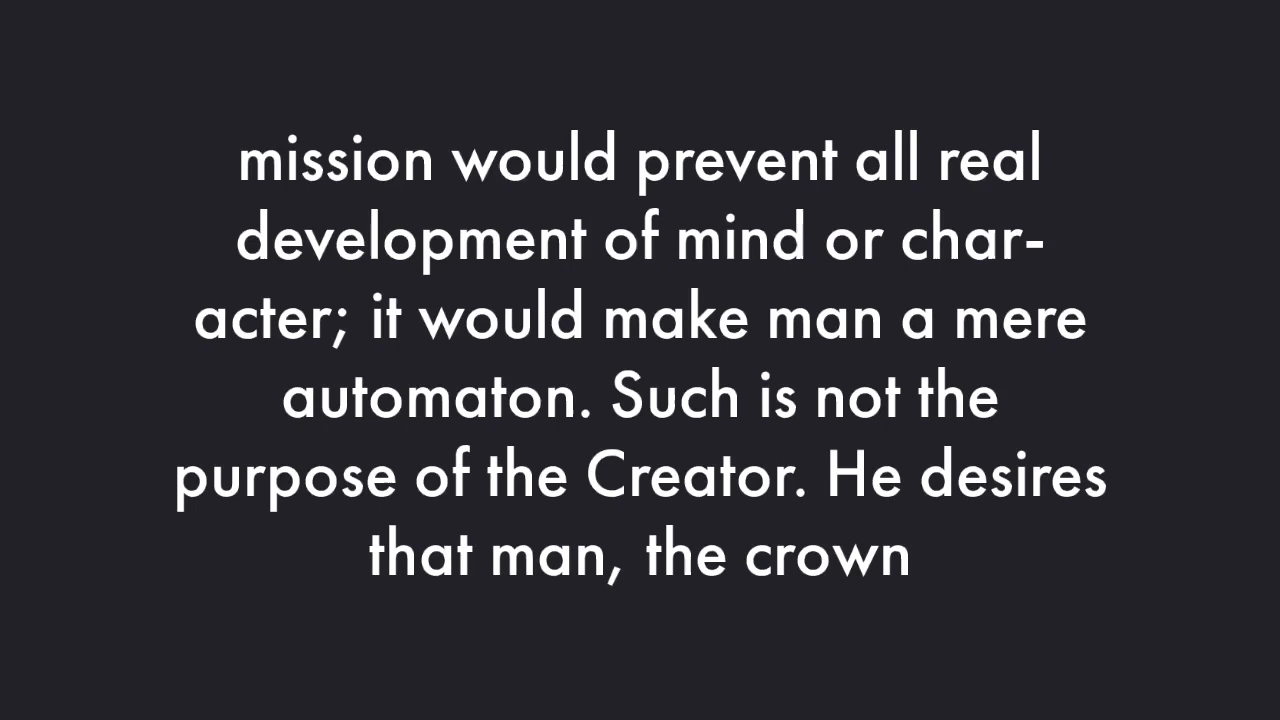 mission would prevent all real
development of mind or char-
acter; it would make man a mere
automaton. Such is not the
purpose of the Creator. He desires
that man, the crown